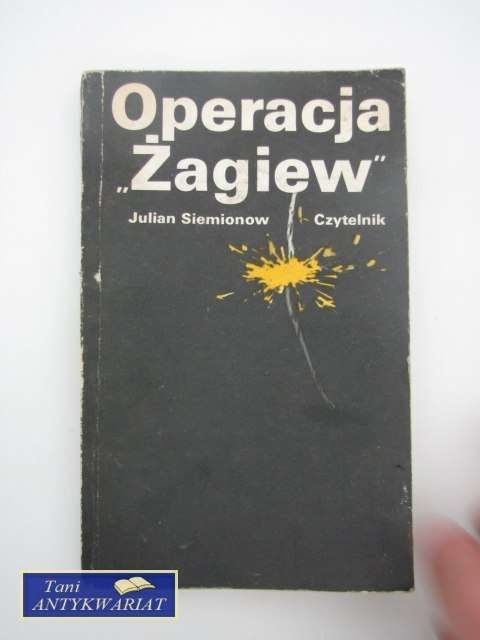 Operacja
„Żagiew”
Julian Siemionow Czytelnik
Tani
ANTYKWARIAT